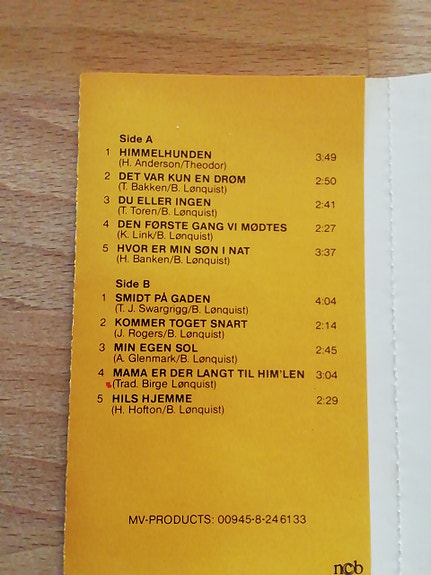 Side A
1 HIMMELHUNDEN 3:49
(H. Anderson/Theodor)
2 DET VAR KUN EN DRØM 2:50
(T. Bakken/B. Lønquist)
3 DU ELLER INGEN 2:41
(T. Toren/B. Lønquist)
4 DEN FØRSTE GANG VI MØDTES 2:27
(K. Link/B. Lønquist)
5 HVOR ER MIN SØN I NAT 3:37
(H. Banken/B. Lønquist)
Side B
1 SMIDT PÅ GADEN 4:04
(T. J. Swargrigg/B. Lønquist)
2 KOMMER TOGET SNART 2:14
(J. Rogers/B. Lønquist)
3 MIN EGEN SOL 2:45
(A. Glenmark/B. Lønquist)
4 MAMA ER DER LANGT TIL HIM'LEN 3:04
(Trad. Birge Lønquist)
5 HILS HJEMME 2:29
(H. Hofton/B. Lønquist)
MV-PRODUCTS: 00945-8-246133
ncb